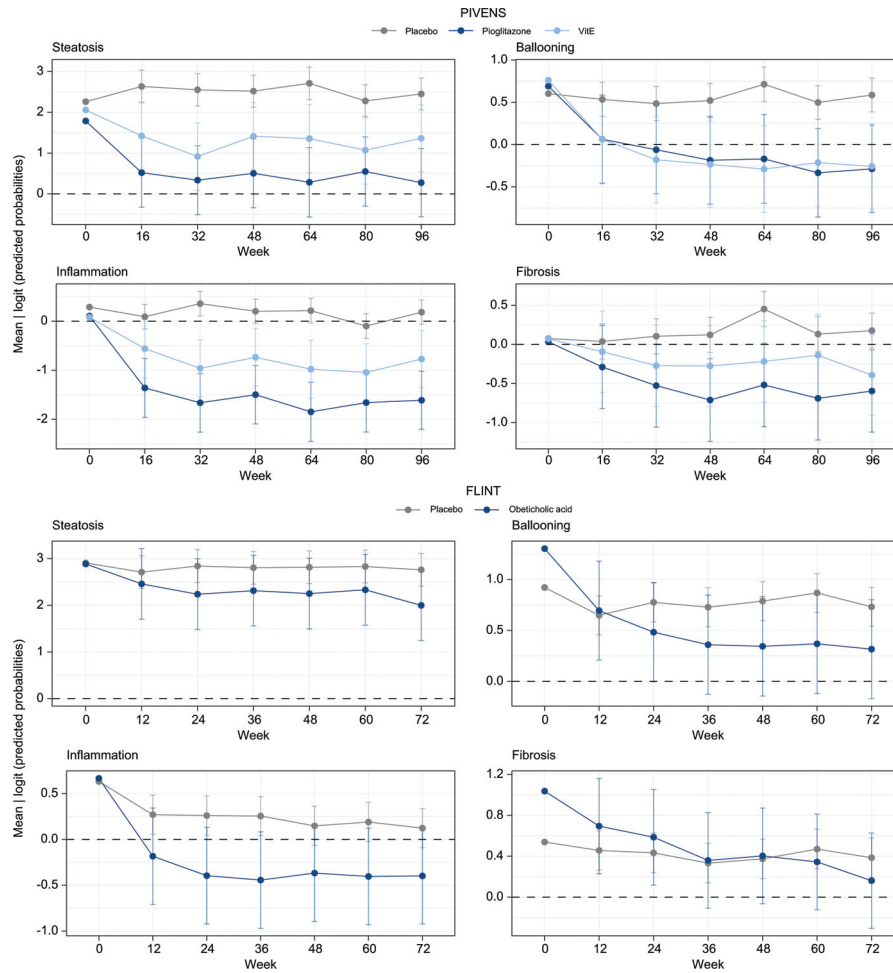 PIVENS
Placebo Pioglitazone VitE
Steatosis
3
2
1
0
0 16 32 48 64 80 96
Week
Ballooning
1.0
0.5
0.0
-0.5
0 16 32 48 64 80 96
Week
Mean | logit (predicted probabilities)
Inflammation
0
-1
-2
0 16 32 48 64 80 96
Week
Fibrosis
0.5
0.0
-0.5
-1.0
0 16 32 48 64 80 96
Week
FLINT
Placebo Obeticholic acid
Steatosis
3
2
1
0
0 12 24 36 48 60 72
Week
Ballooning
1.0
0.5
0.0
0 12 24 36 48 60 72
Week
Mean | logit (predicted probabilities)
Inflammation
0.5
0.0
-0.5
-1.0
0 12 24 36 48 60 72
Week
Fibrosis
1.2
0.8
0.4
0.0
0 12 24 36 48 60 72
Week